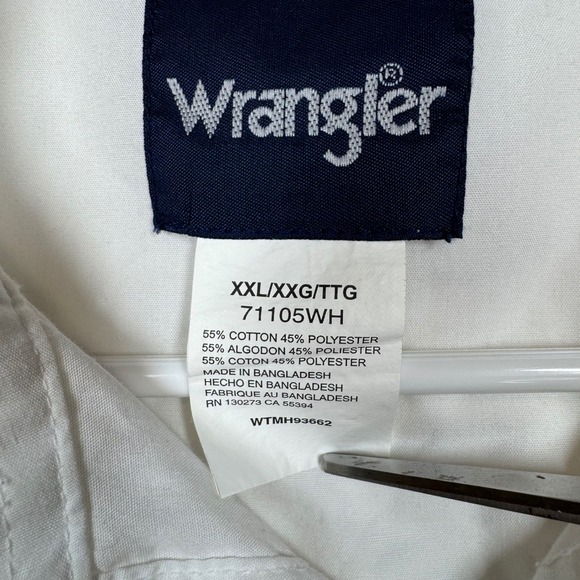 Wrangler®
XXL/XXG/TTG
71105WH
55% COTTON 45% POLYESTER
55% ALGODON 45% POLYESTER
55% COTON 45% POLYESTER
MADE IN BANGLADESH
HECHO EN BANGLADESH
FABRIQUE AU BANGLADESH
RN 130273 CA 55394
WTMH93662